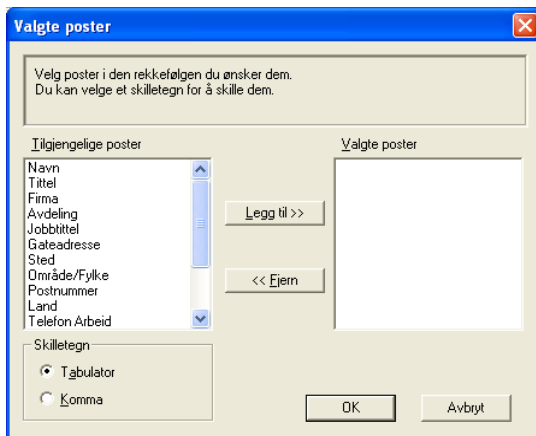 Valgte poster
Velg poster i den rekkefølgen du ønsker dem.
Du kan velge et skilletegn for å skille dem.
Tilgjengelige poster
Valgte poster
Navn
Tittel
Firma
Avdeling
Jobbtittel
Gateadresse
Sted
Område/Fylke
Postnummer
Land
Telefon Arbeid
Legg til >>
<< Fjern
Skilletegn
Tabulator
Komma
OK
Avbryt